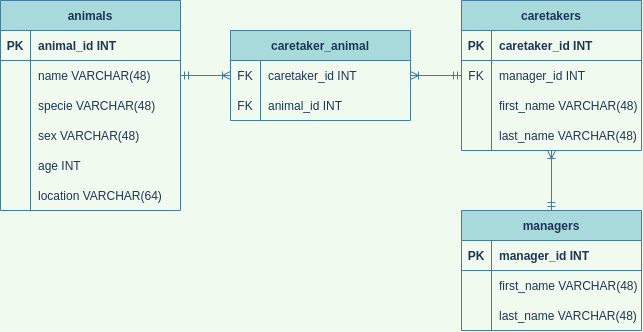 animals
PK animal_id INT
name VARCHAR(48)
specie VARCHAR(48)
sex VARCHAR(48)
age INT
location VARCHAR(64)
caretaker_animal
FK caretaker_id INT
FK animal_id INT
caretakers
PK caretaker_id INT
FK manager_id INT
first_name VARCHAR(48)
last_name VARCHAR(48)
managers
PK manager_id INT
first_name VARCHAR(48)
last_name VARCHAR(48)